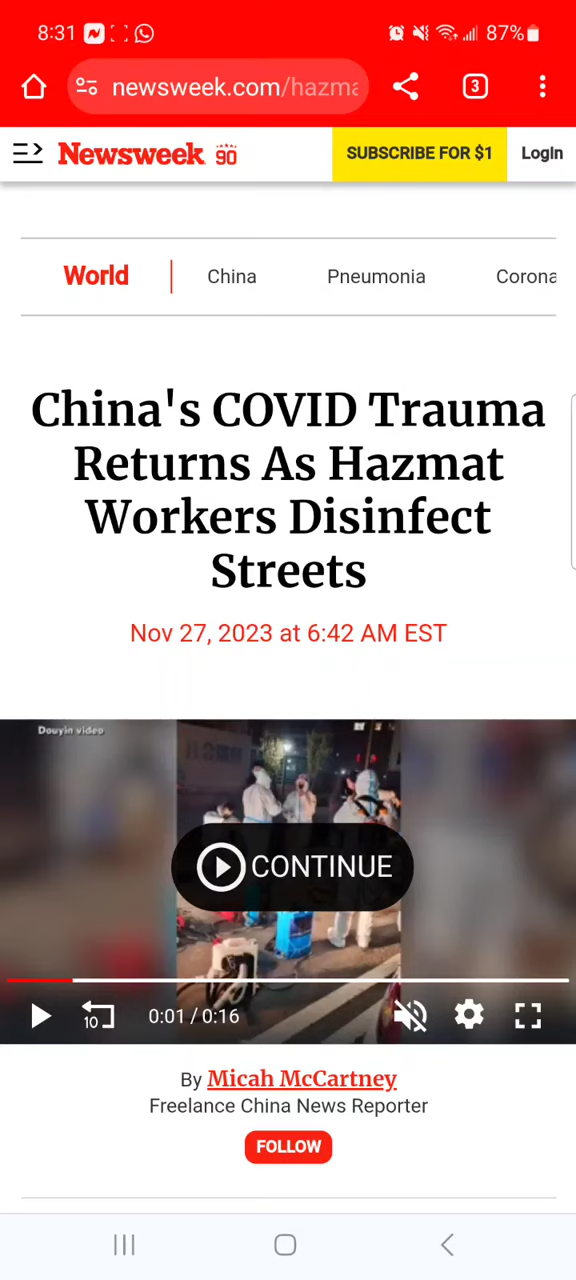 8:31
87%
newsweek.com/hazma
3
Newsweek 90
SUBSCRIBE FOR $1
Login
World
China
Pneumonia
Corona
China's COVID Trauma
Returns As Hazmat
Workers Disinfect
Streets
Nov 27, 2023 at 6:42 AM EST
Douyin video
CONTINUE
10
0:01 / 0:16
By Micah McCartney
Freelance China News Reporter
FOLLOW